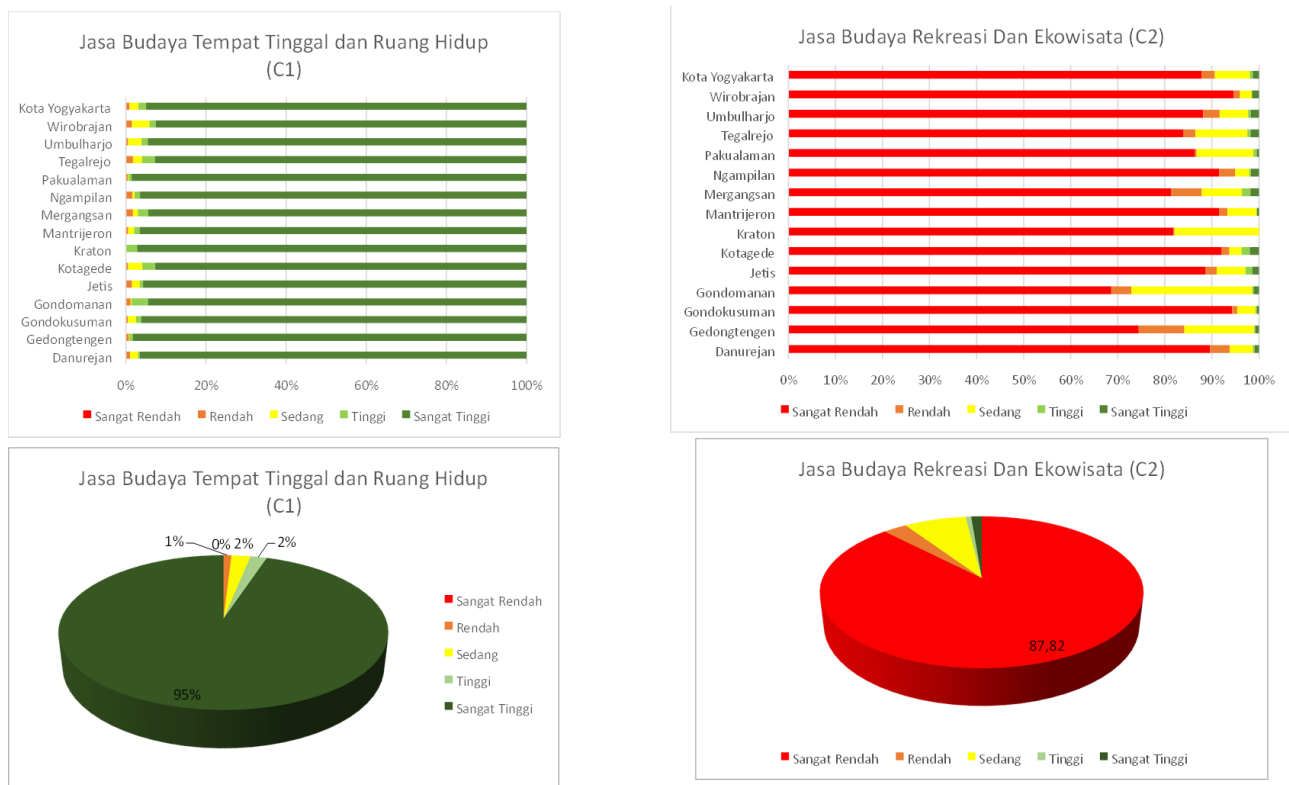 Jasa Budaya Tempat Tinggal dan Ruang Hidup
(C1)
Kota Yogyakarta
Wirobrajan
Umbulharjo
Tegalrejo
Pakualaman
Ngampilan
Mergangsan
Mantrijeron
Kraton
Kotagede
Jetis
Gondomanan
Gondokusuman
Gedongtengen
Danurejan
0% 20% 40% 60% 80% 100%
Sangat Rendah Rendah Sedang Tinggi Sangat Tinggi
Jasa Budaya Rekreasi Dan Ekowisata (C2)
Kota Yogyakarta
Wirobrajan
Umbulharjo
Tegalrejo
Pakualaman
Ngampilan
Mergangsan
Mantrijeron
Kraton
Kotagede
Jetis
Gondomanan
Gondokusuman
Gedongtengen
Danurejan
0% 10% 20% 30% 40% 50% 60% 70% 80% 90% 100%
Sangat Rendah Rendah Sedang Tinggi Sangat Tinggi
Jasa Budaya Tempat Tinggal dan Ruang Hidup
(C1)
1% 0% 2% 2%
95%
Sangat Rendah
Rendah
Sedang
Tinggi
Sangat Tinggi
Jasa Budaya Rekreasi Dan Ekowisata (C2)
87,82
Sangat Rendah Rendah Sedang Tinggi Sangat Tinggi